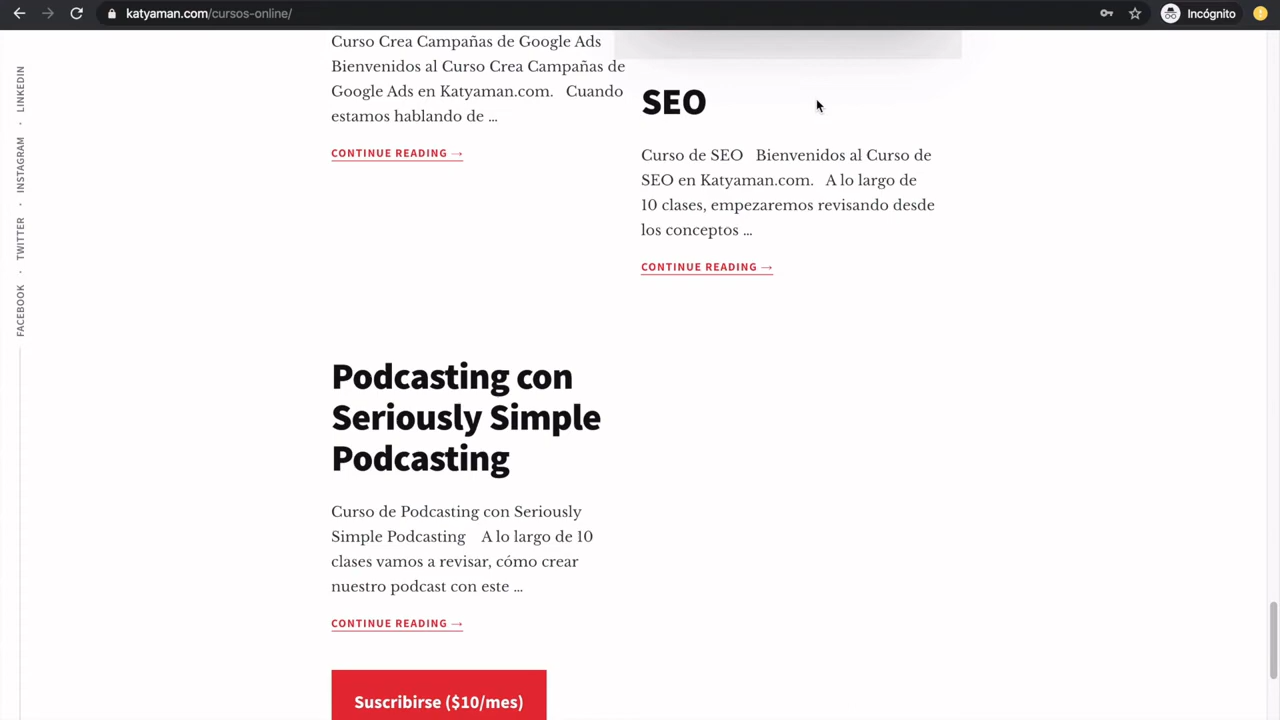 katyaman.com/cursos-online/
Incógnito
LINKEDIN
INSTAGRAM
TWITTER
FACEBOOK
Curso Crea Campañas de Google Ads
Bienvenidos al Curso Crea Campañas de
Google Ads en Katyaman.com. Cuando
estamos hablando de ...
CONTINUE READING →
SEO
Curso de SEO Bienvenidos al Curso de
SEO en Katyaman.com. A lo largo de
10 clases, empezaremos revisando desde
los conceptos ...
CONTINUE READING →
Podcasting con
Seriously Simple
Podcasting
Curso de Podcasting con Seriously
Simple Podcasting A lo largo de 10
clases vamos a revisar, cómo crear
nuestro podcast con este ...
CONTINUE READING →
Suscribirse ($10/mes)